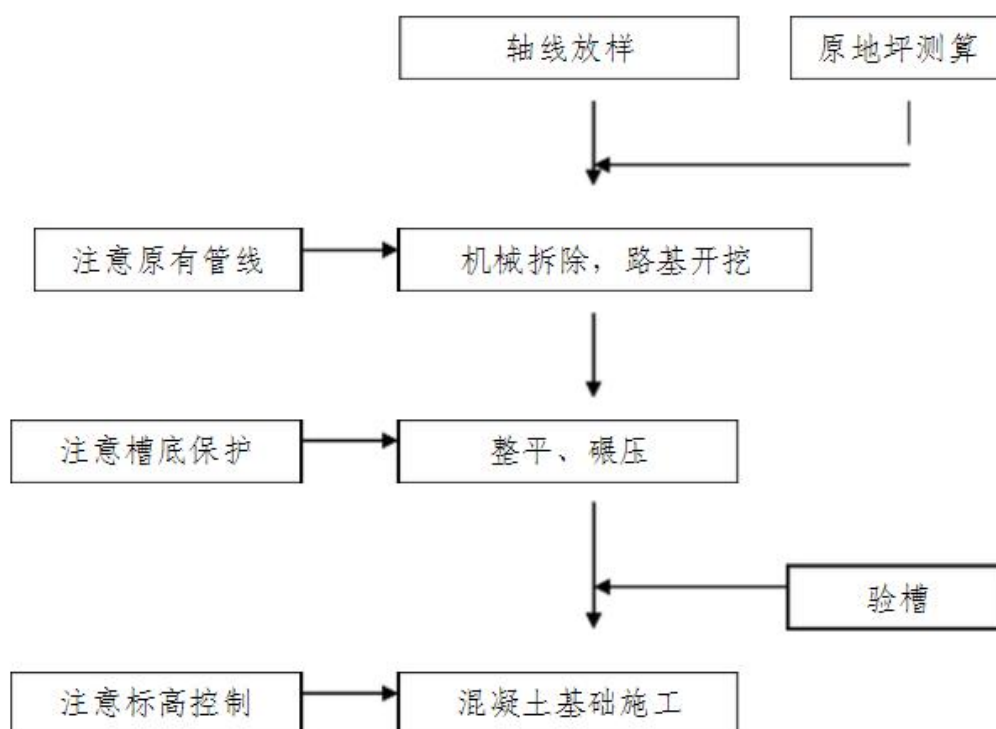 轴线放样
原地坪测算
注意原有管线
机械拆除，路基开挖
注意槽底保护
整平、碾压
验槽
注意标高控制
混凝土基础施工